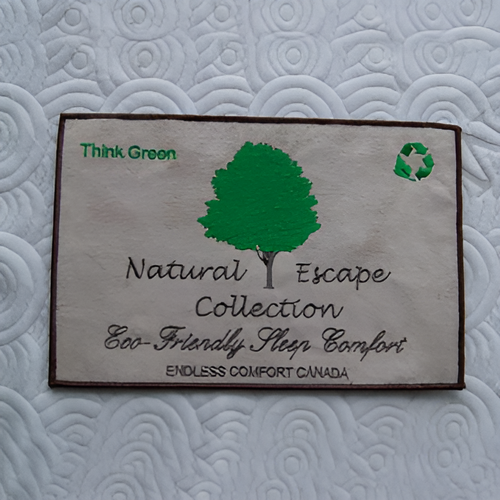 Think Green
Natural Escape
Collection
Eco-Friendly Sleep Comfort
ENDLESS COMFORT CANADA